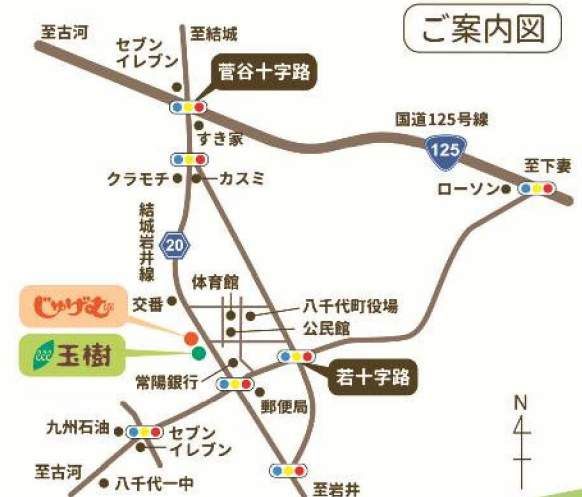 ご案内図
至古河
至結城
セブン
イレブン
菅谷十字路
すき家
国道125号線
125
至下妻
ローソン
クラモチ
カスミ
結城岩井線
20
体育館
交番
八千代町役場
公民館
じゅげむ
玉樹
常陽銀行
若十字路
郵便局
九州石油
セブン
イレブン
至古河
八千代一中
至岩井
N
4